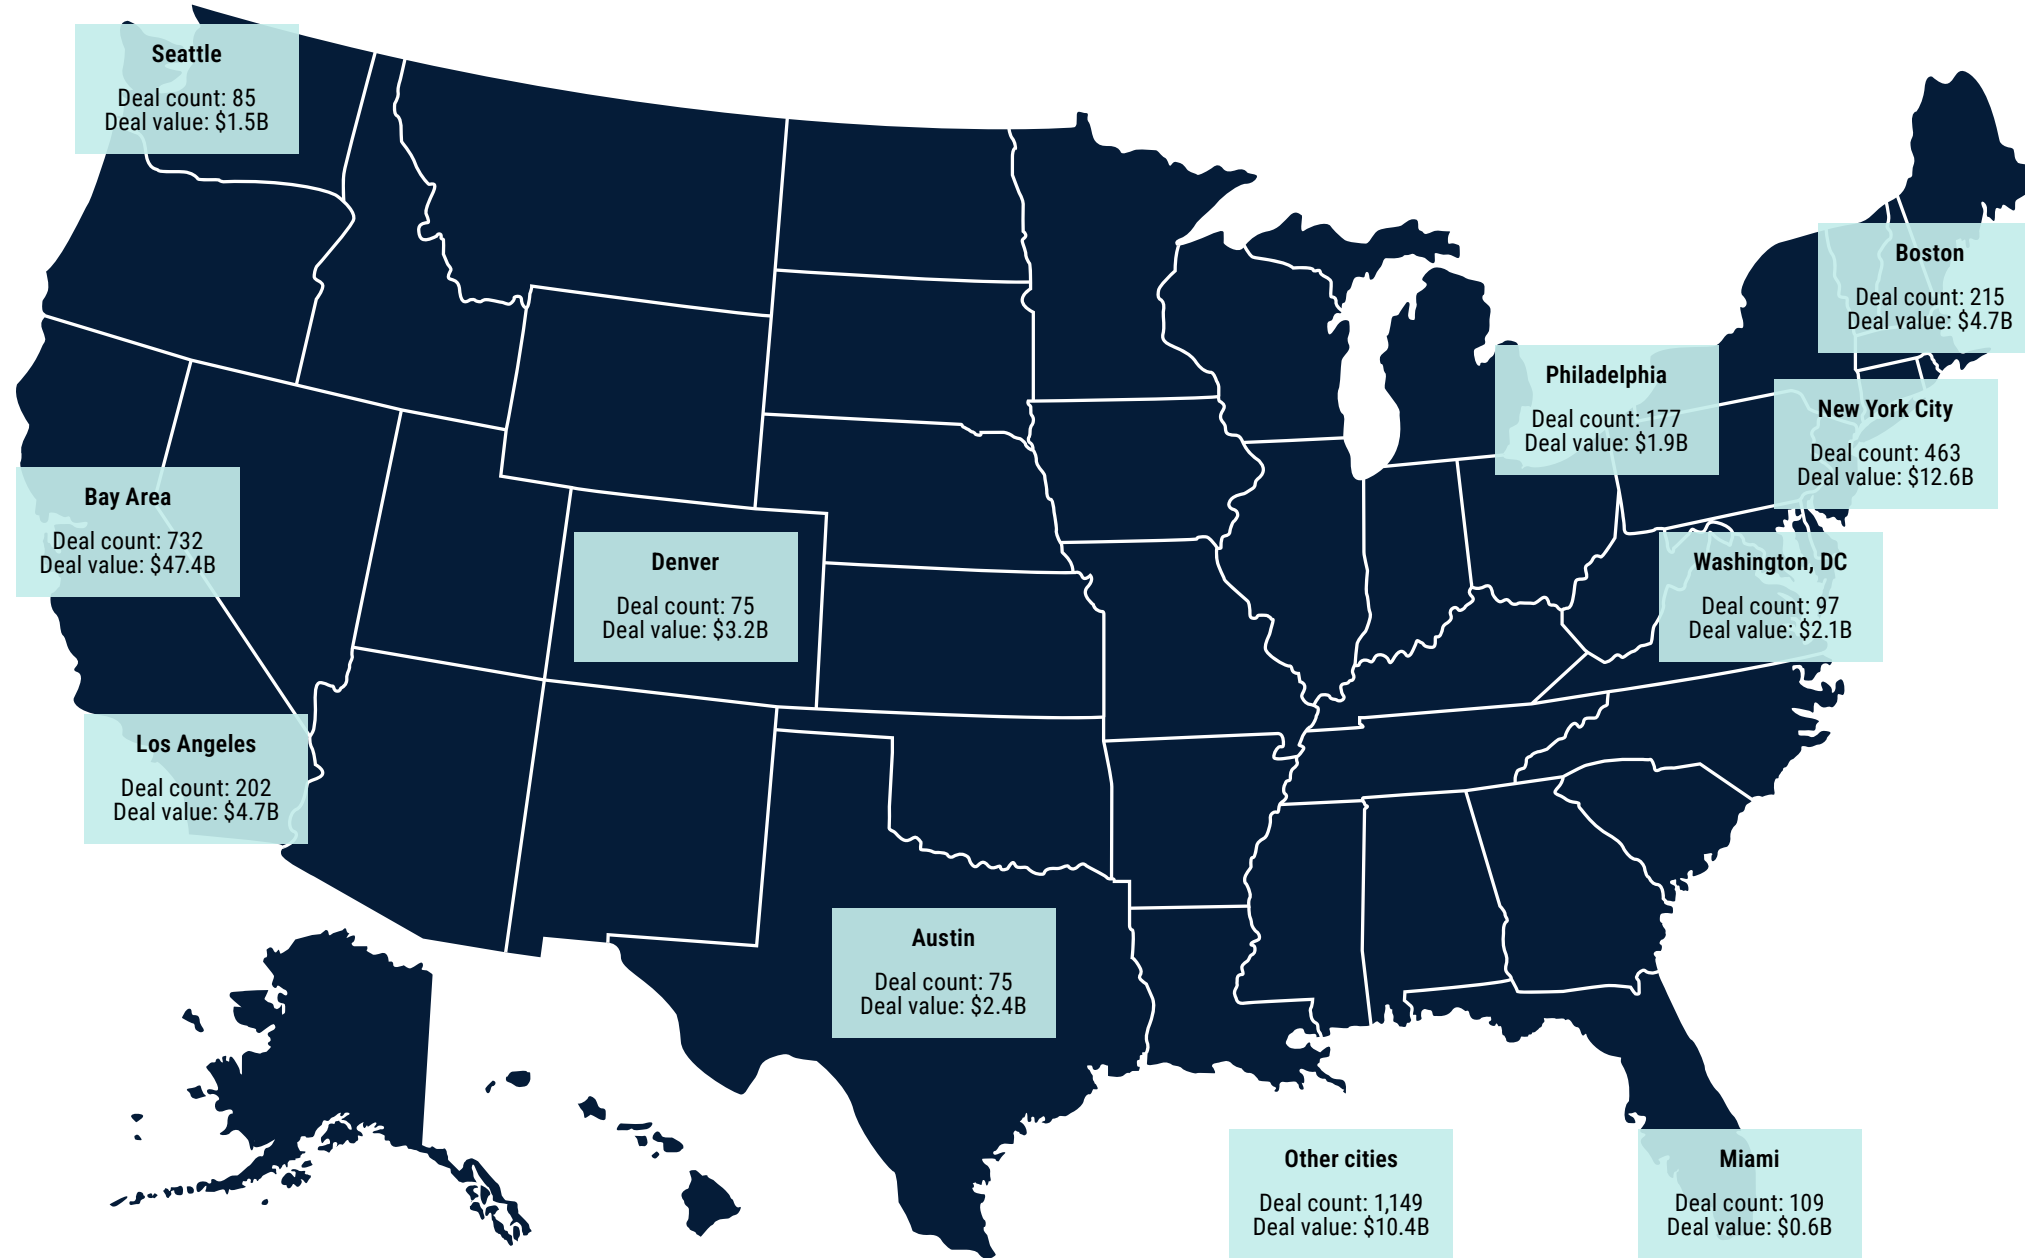 Seattle
Deal count: 85
Deal value: $1.5B
Boston
Deal count: 215
Deal value: $4.7B
Philadelphia
Deal count: 177
Deal value: $1.9B
New York City
Deal count: 463
Deal value: $12.6B
Bay Area
Deal count: 732
Deal value: $47.4B
Denver
Deal count: 75
Deal value: $3.2B
Washington, DC
Deal count: 97
Deal value: $2.1B
Los Angeles
Deal count: 202
Deal value: $4.7B
Austin
Deal count: 75
Deal value: $2.4B
Other cities
Deal count: 1,149
Deal value: $10.4B
Miami
Deal count: 109
Deal value: $0.6B